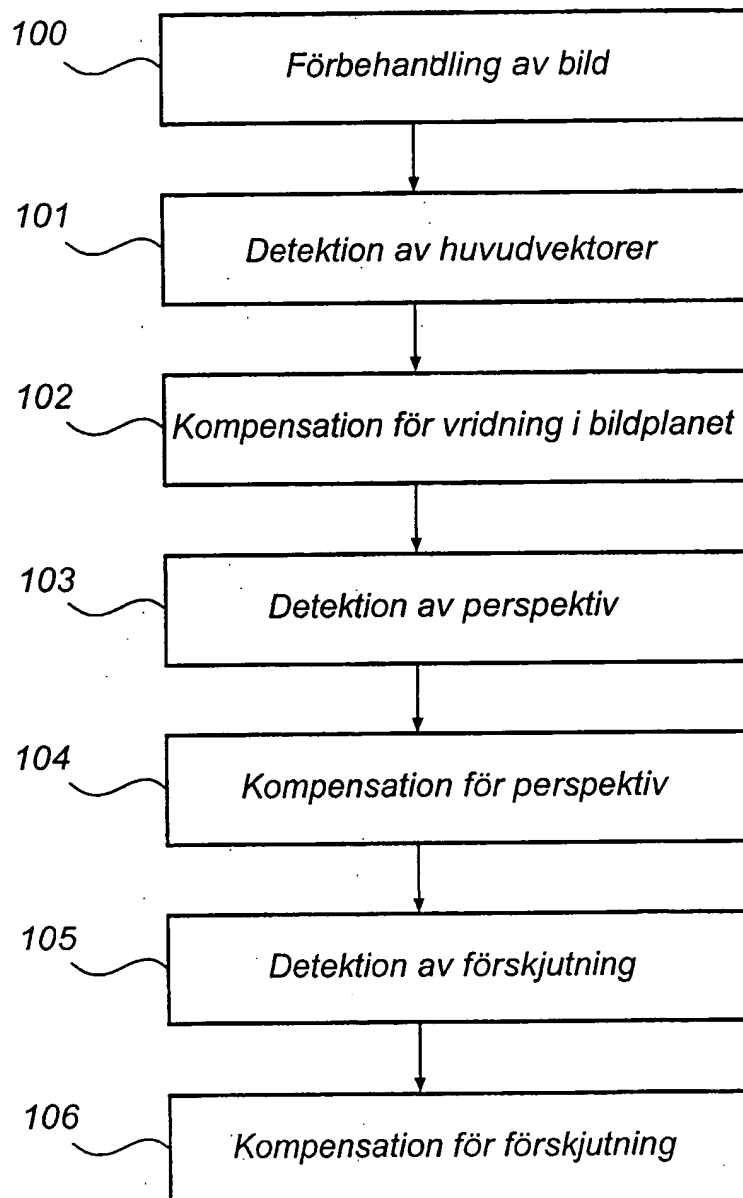 100
Förbehandling av bild
101
Detektion av huvudvektorer
102
Kompensation för vridning i bildplanet
103
Detektion av perspektiv
104
Kompensation för perspektiv
105
Detektion av förskjutning
106
Kompensation för förskjutning